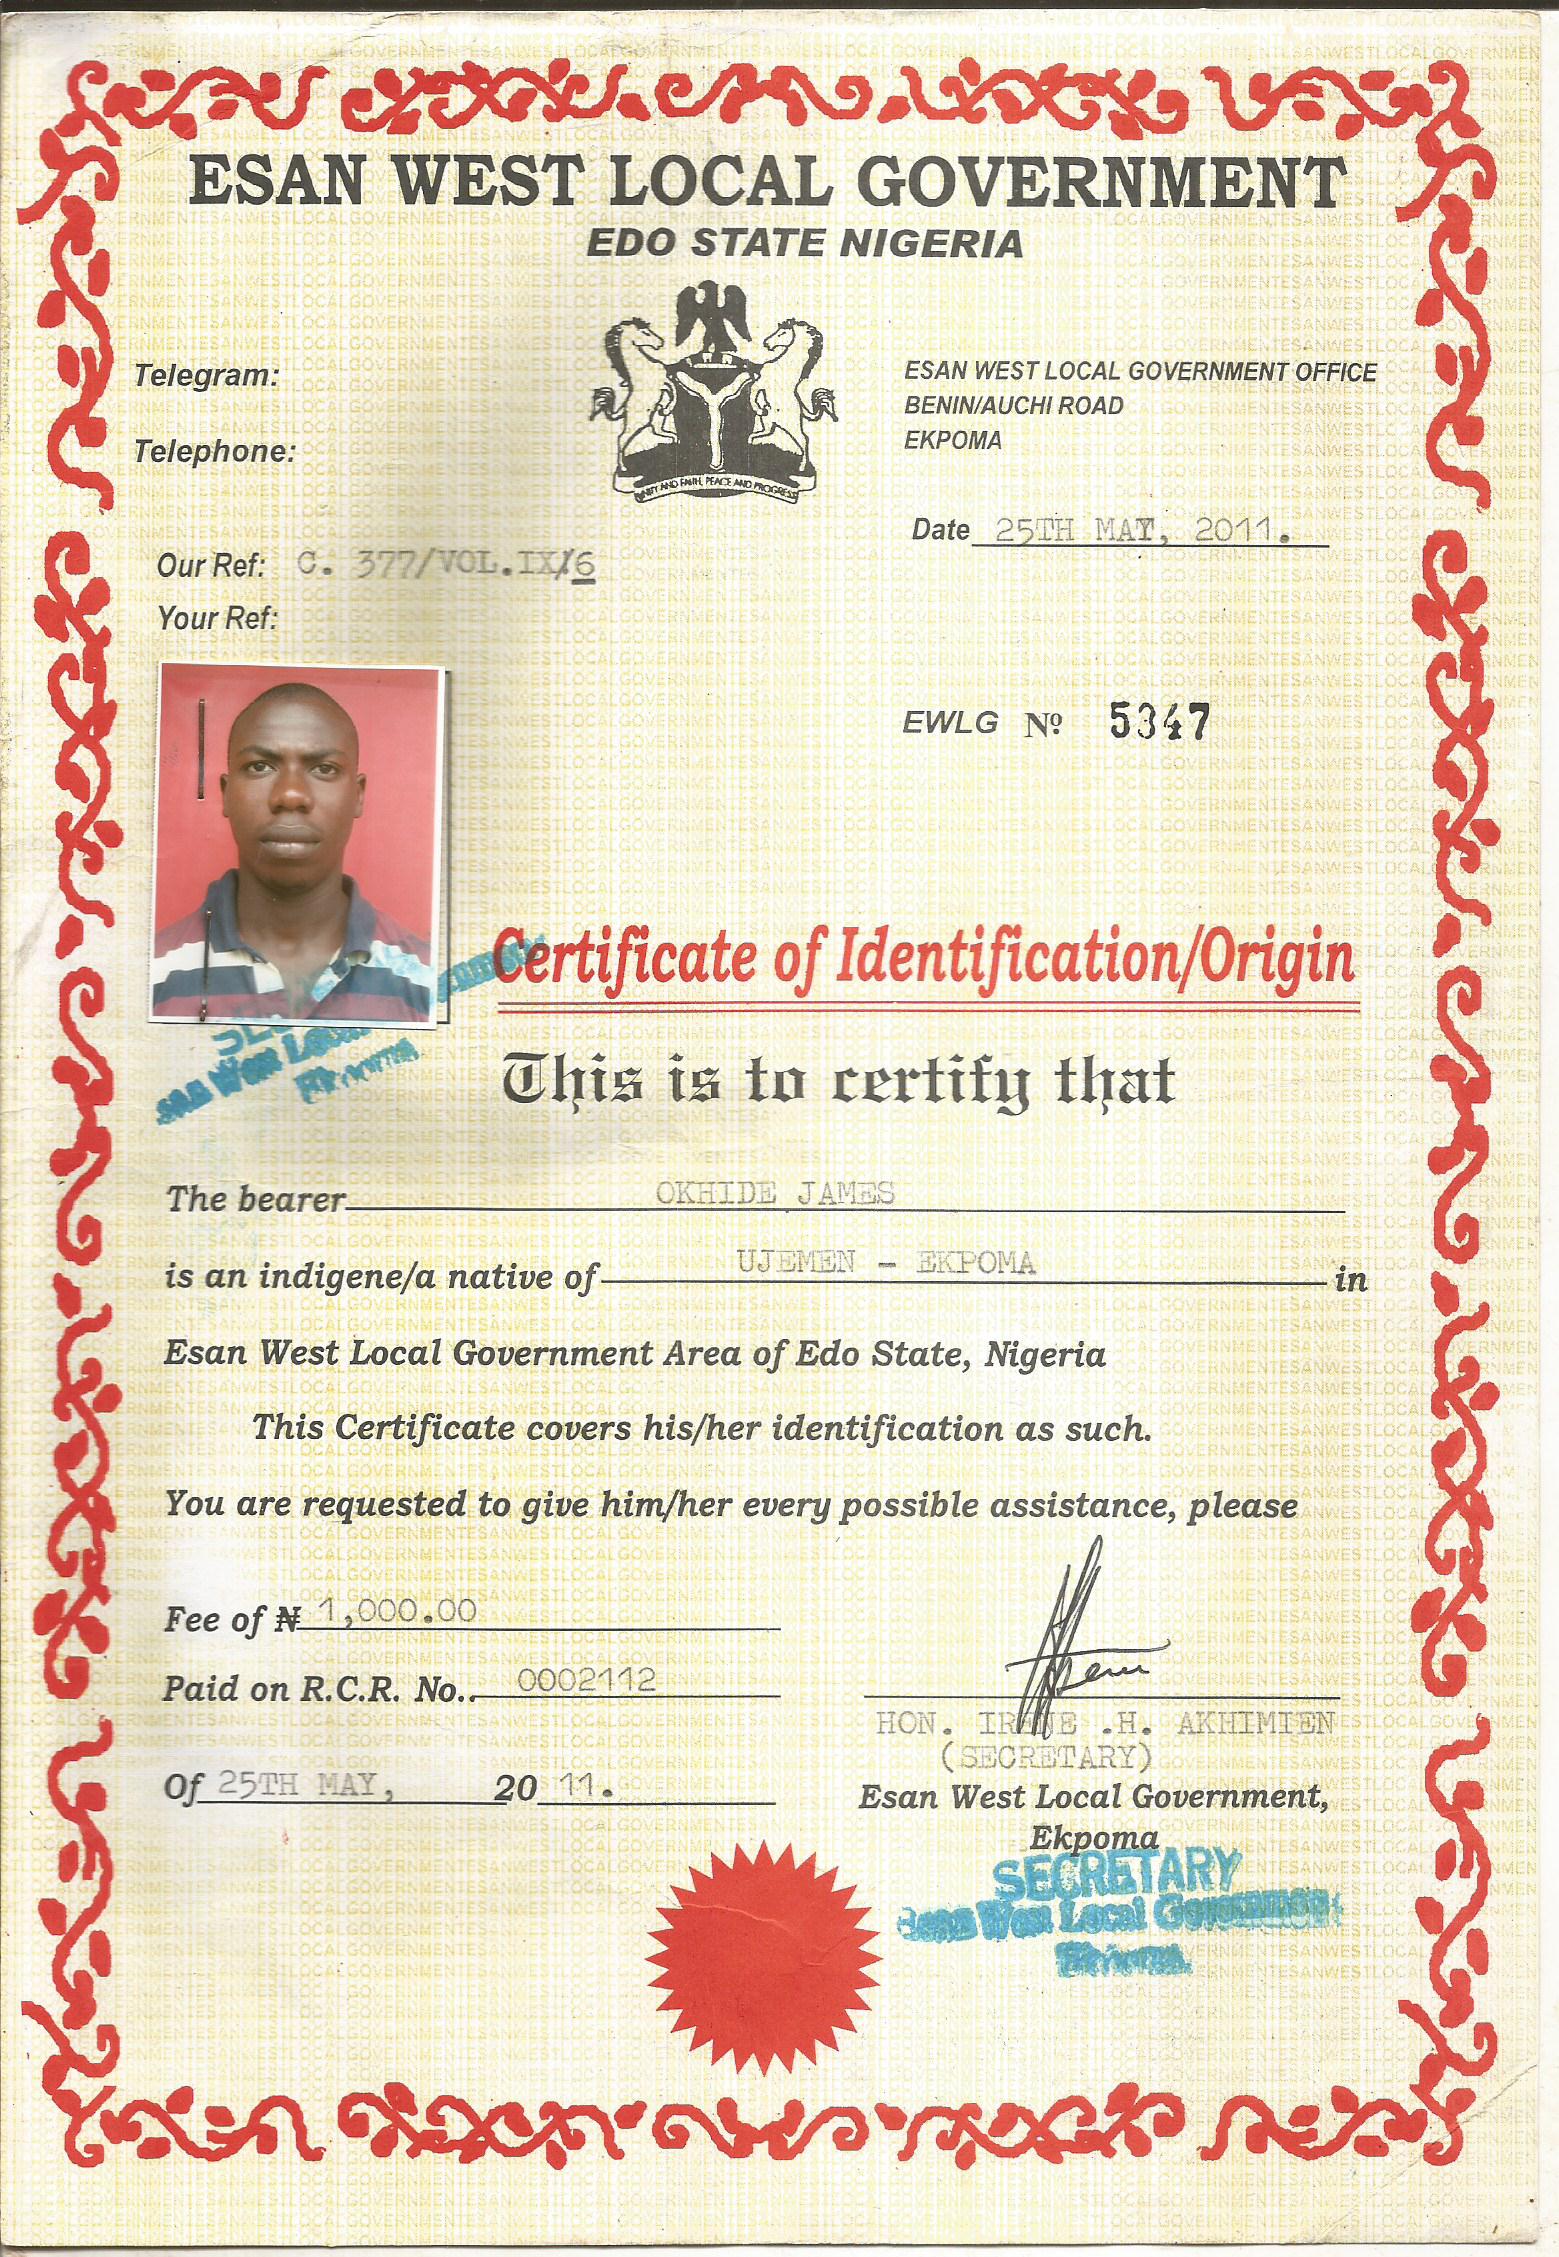 ESAN WEST LOCAL GOVERNMENT
EDO STATE NIGERIA
Telegram:
Telephone:
UNITY AND FAITH, PEACE AND PROGRESS
ESAN WEST LOCAL GOVERNMENT OFFICE
BENIN/AUCHI ROAD
EKPOMA
Date 25TH MAY, 2011.
Our Ref: C. 377/VOL.IX/6
Your Ref:
EWLG Nº 5347
Certificate of Identification/Origin
This is to certify that
The bearer OKHIDE JAMES
is an indigene/a native of UJEMEN - EKPOMA in
Esan West Local Government Area of Edo State, Nigeria
This Certificate covers his/her identification as such.
You are requested to give him/her every possible assistance, please
Fee of ₦ 1,000.00
Paid on R.C.R. No.. 0002112
Of 25TH MAY, 20 11.
HON. IRENE .H. AKHIMIEN
(SECRETARY)
Esan West Local Government,
Ekpoma
SECRETARY
Esan West Local Government
Ekpoma.